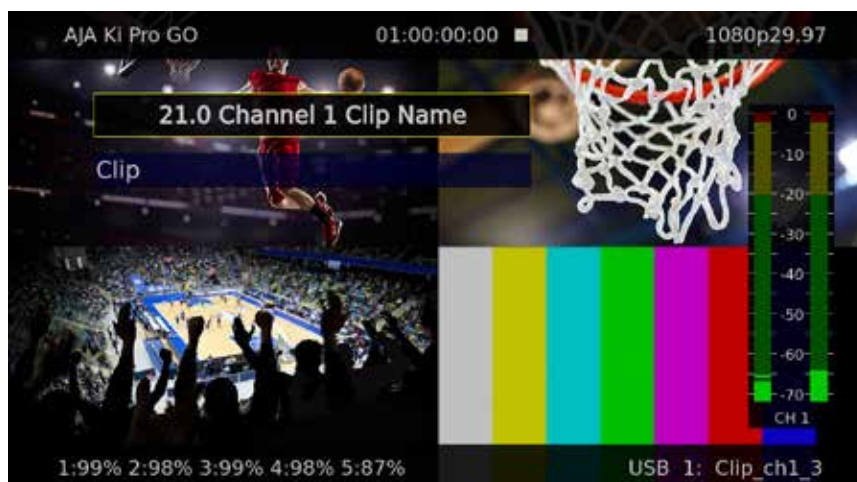 AJA Ki Pro GO 01:00:00:00 1080p29.97
21.0 Channel 1 Clip Name
Clip
0
-10
-20
-30
-40
-50
-60
-70
CH 1
1:99% 2:98% 3:99% 4:98% 5:87% USB 1: Clip_ch1_3